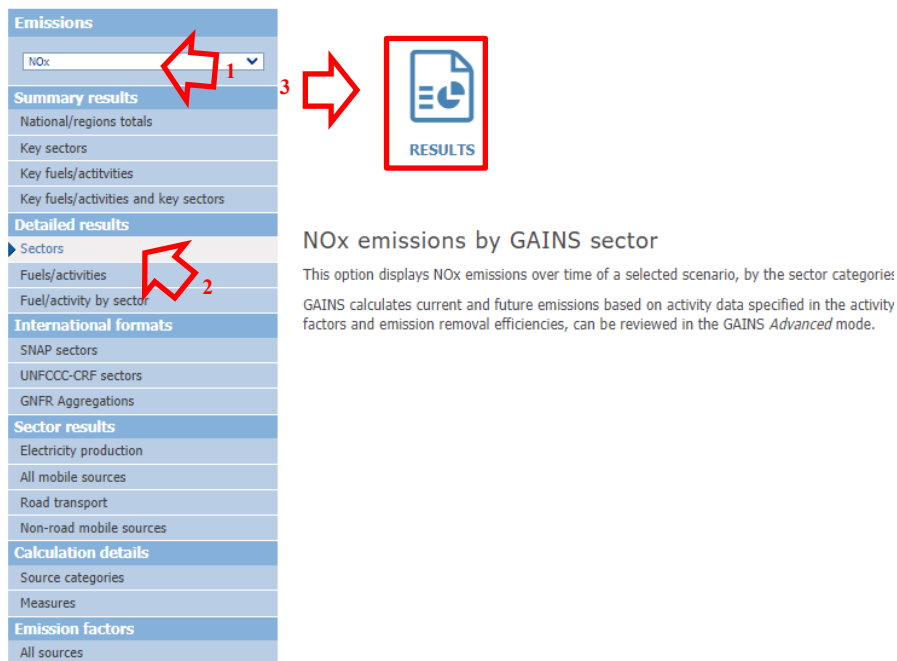 Emissions
NOx
1
Summary results
National/regions totals
Key sectors
Key fuels/actitvities
Key fuels/activities and key sectors
Detailed results
Sectors
Fuels/activities
Fuel/activity by sector
2
International formats
SNAP sectors
UNFCCC-CRF sectors
GNFR Aggregations
Sector results
Electricity production
All mobile sources
Road transport
Non-road mobile sources
Calculation details
Source categories
Measures
Emission factors
All sources
3
RESULTS
NOx emissions by GAINS sector
This option displays NOx emissions over time of a selected scenario, by the sector categories
GAINS calculates current and future emissions based on activity data specified in the activity
factors and emission removal efficiencies, can be reviewed in the GAINS Advanced mode.